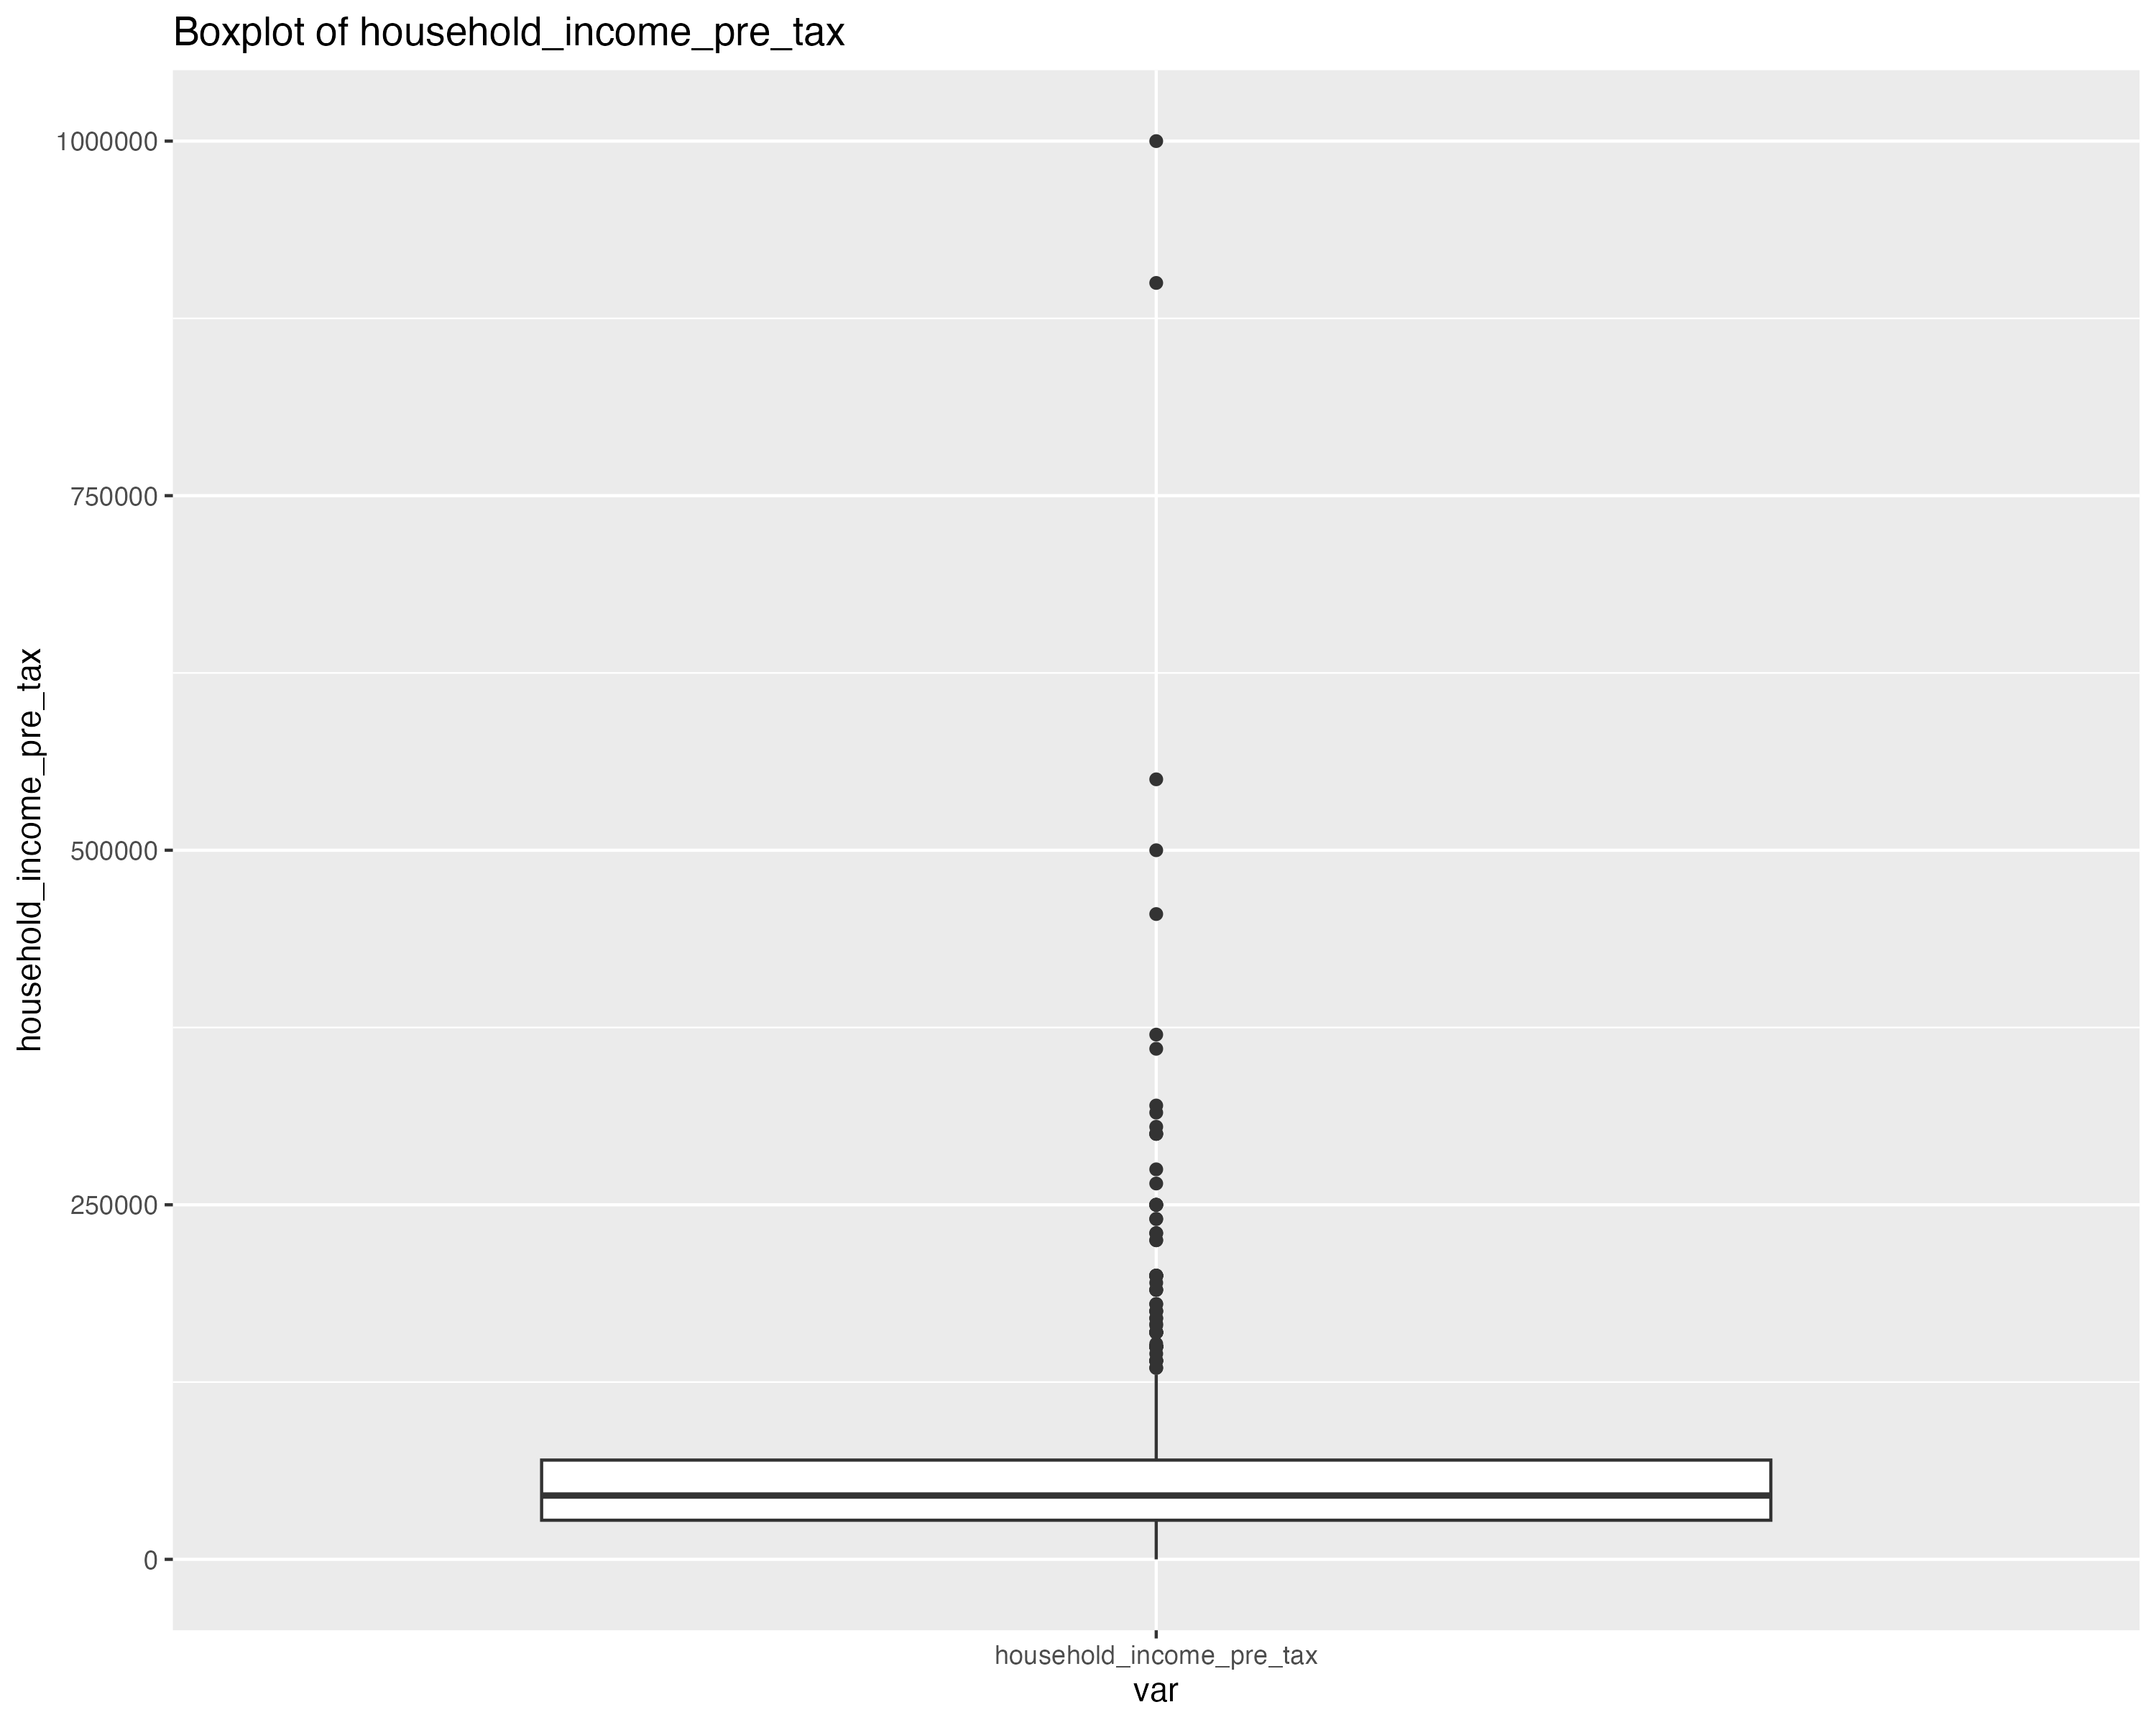 Boxplot of household_income_pre_tax
household_income_pre_tax
1000000
750000
500000
250000
0
household_income_pre_tax
var